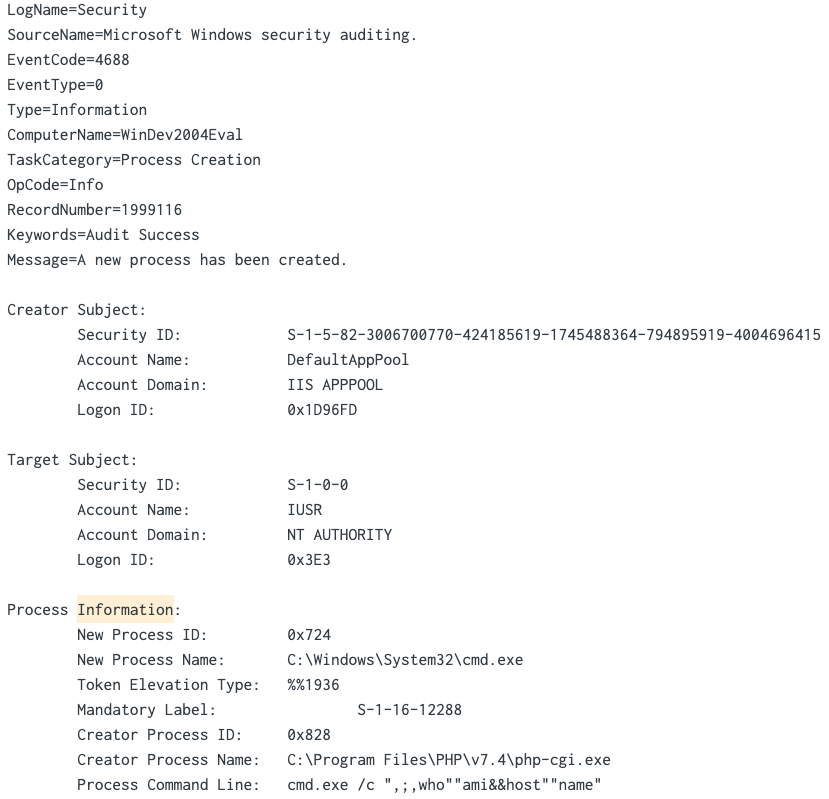 LogName=Security
SourceName=Microsoft Windows security auditing.
EventCode=4688
EventType=0
Type=Information
ComputerName=WinDev2004Eval
TaskCategory=Process Creation
OpCode=Info
RecordNumber=1999116
Keywords=Audit Success
Message=A new process has been created.
Creator Subject:
Security ID: S-1-5-82-3006700770-424185619-1745488364-794895919-4004696415
Account Name: DefaultAppPool
Account Domain: IIS APPPOOL
Logon ID: 0x1D96FD
Target Subject:
Security ID: S-1-0-0
Account Name: IUSR
Account Domain: NT AUTHORITY
Logon ID: 0x3E3
Process Information:
New Process ID: 0x724
New Process Name: C:\Windows\System32\cmd.exe
Token Elevation Type: %%1936
Mandatory Label: S-1-16-12288
Creator Process ID: 0x828
Creator Process Name: C:\Program Files\PHP\v7.4\php-cgi.exe
Process Command Line: cmd.exe /c ",;,who""ami&&host""name"